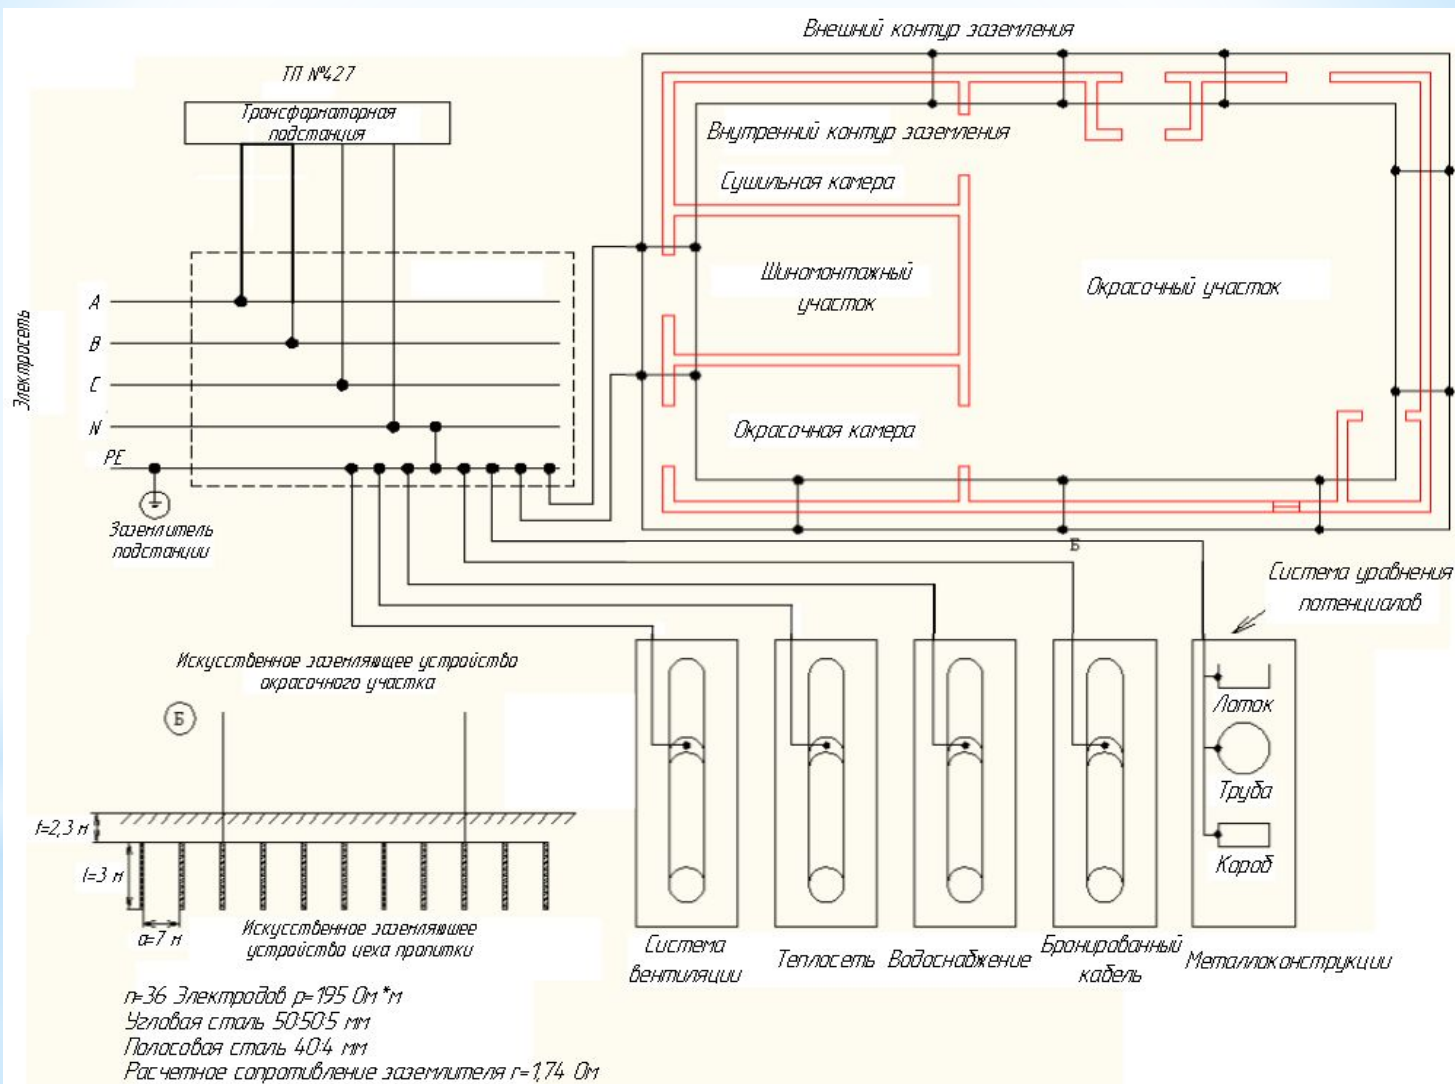 Внешний контур заземления
ТП №427
Трансформаторная
подстанция
Внутренний контур заземления
Сушильная камера
Шиномонтажный
участок
Окрасочный участок
Окрасочная камера
Электросеть
A
B
C
N
PE
Заземлитель
подстанции
Б
Система уравнения
потенциалов
Искусственное заземляющее устройство
окрасочного участка
Б
t=2,3 м
l=3 м
a=7 м
Искусственное заземляющее
устройство цеха пропитки
Лоток
Труба
Короб
Система
вентиляции
Теплосеть
Водоснабжение
Бронированный
кабель
Металлоконструкции
n=36 Электродов р=195 Ом*м
Угловая сталь 50:50:5 мм
Полосовая сталь 40:4 мм
Расчетное сопротивление заземлителя r=1,74 Ом